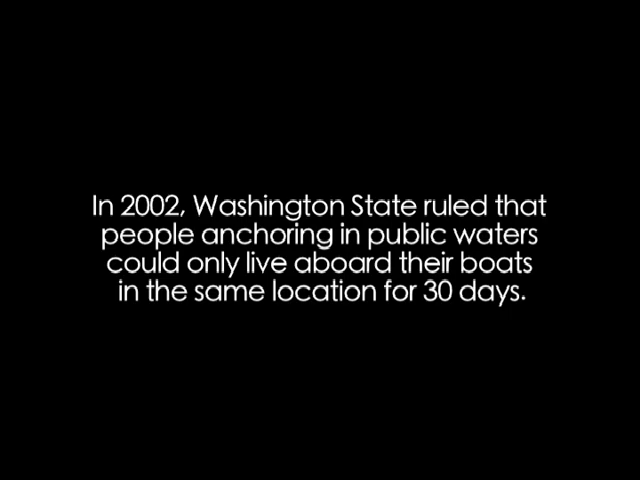 In 2002, Washington State ruled that
people anchoring in public waters
could only live aboard their boats
in the same location for 30 days.